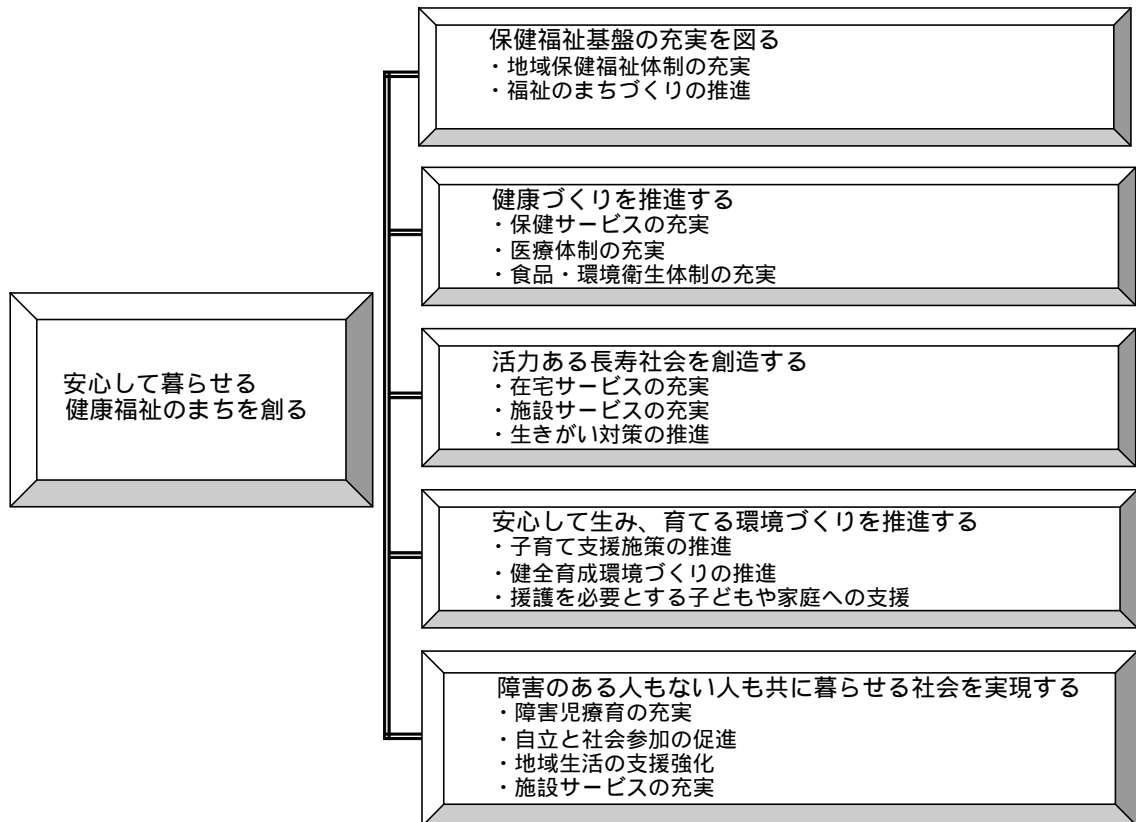 安心して暮らせる
健康福祉のまちを創る
保健福祉基盤の充実を図る
・地域保健福祉体制の充実
・福祉のまちづくりの推進
健康づくりを推進する
・保健サービスの充実
・医療体制の充実
・食品・環境衛生体制の充実
活力ある長寿社会を創造する
・在宅サービスの充実
・施設サービスの充実
・生きがい対策の推進
安心して生み、育てる環境づくりを推進する
・子育て支援施策の推進
・健全育成環境づくりの推進
・援護を必要とする子どもや家庭への支援
障害のある人もない人も共に暮らせる社会を実現する
・障害児療育の充実
・自立と社会参加の促進
・地域生活の支援強化
・施設サービスの充実